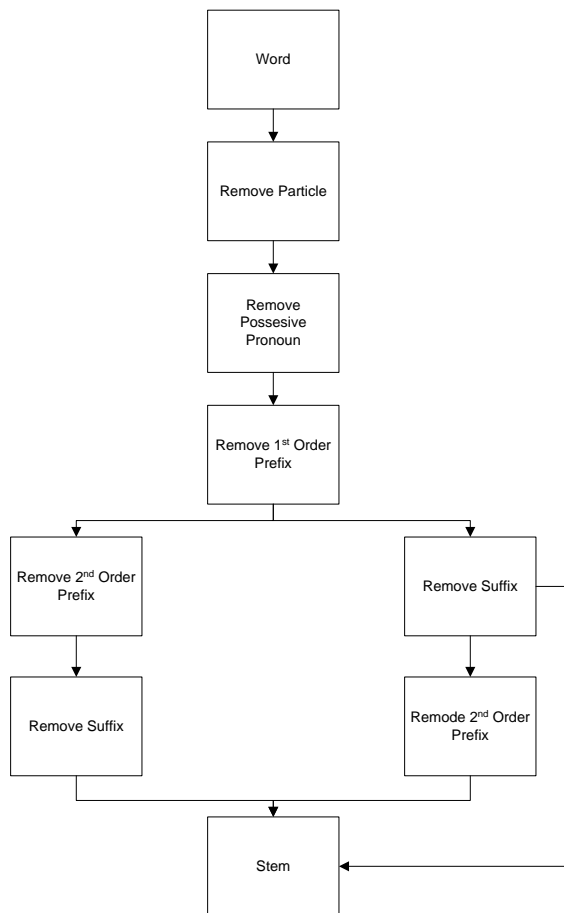 Word
Remove Particle
Remove
Possesive
Pronoun
Remove 1st Order
Prefix
Remove 2nd Order
Prefix
Remove Suffix
Remove Suffix
Remode 2nd Order
Prefix
Stem